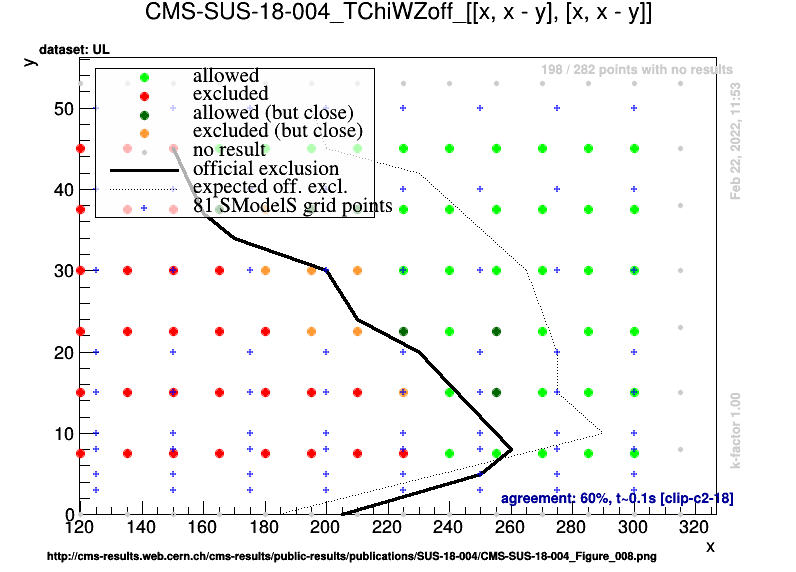 CMS-SUS-18-004_TChiWZoff_[[x, x - y], [x, x - y]]
dataset: UL
y
198 / 282 points with no results
allowed
excluded
allowed (but close)
excluded (but close)
no result
official exclusion
expected off. excl.
81 SModelS grid points
Feb 22, 2022, 11:53
k-factor 1.00
50
40
30
20
10
0
agreement: 60%, t~0.1s [clip-c2-18]
120 140 160 180 200 220 240 260 280 300 320
x
http://cms-results.web.cern.ch/cms-results/public-results/publications/SUS-18-004/CMS-SUS-18-004_Figure_008.png